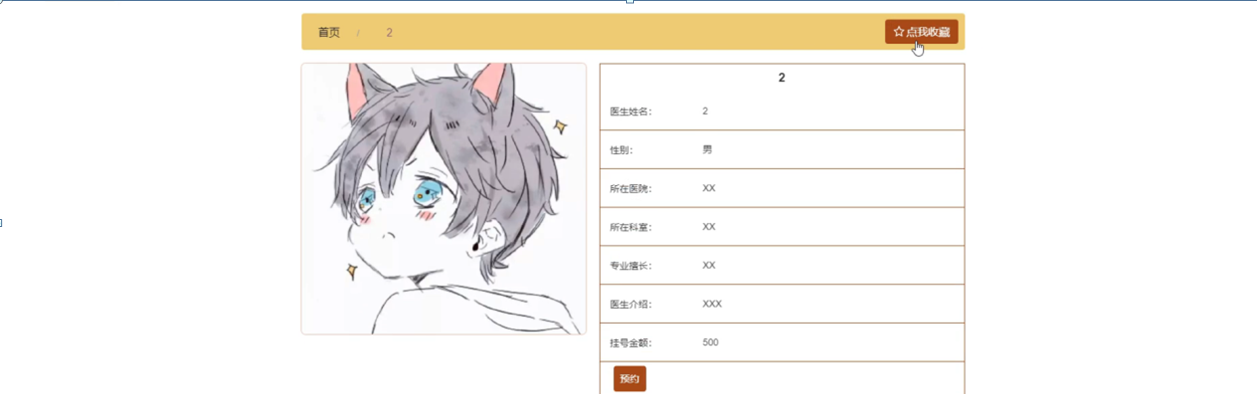 首页 / 2
☆点我收藏
2
医生姓名： 2
性别： 男
所在医院： XX
所在科室： XX
专业擅长： XX
医生介绍： XXX
挂号金额： 500
预约